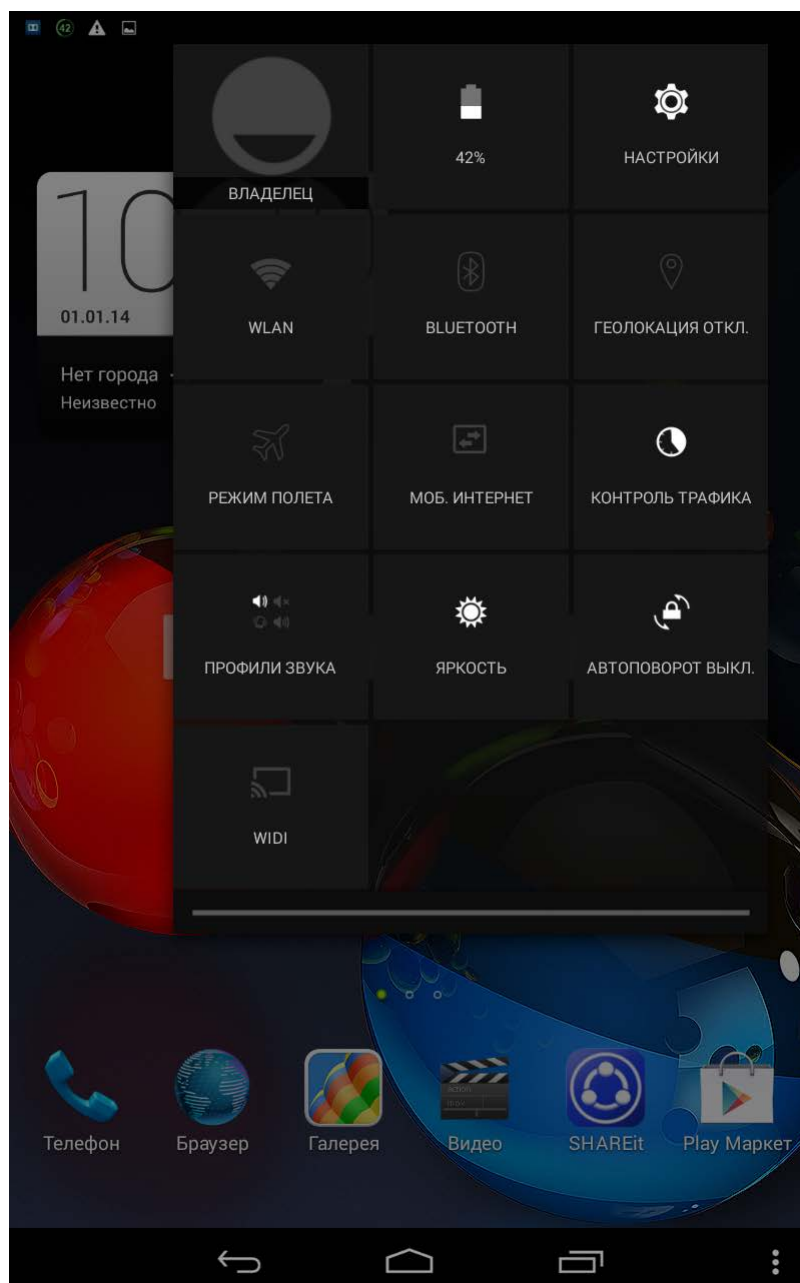 42
42%
НАСТРОЙКИ
ВЛАДЕЛЕЦ
10
01.01.14
WLAN
BLUETOOTH
ГЕОЛОКАЦИЯ ОТКЛ.
Нет города
Неизвестно
РЕЖИМ ПОЛЕТА
МОБ. ИНТЕРНЕТ
КОНТРОЛЬ ТРАФИКА
ПРОФИЛИ ЗВУКА
ЯРКОСТЬ
АВТОПОВОРОТ ВЫКЛ.
WIDI
Телефон
Браузер
Галерея
Видео
SHAREit
Play Маркет